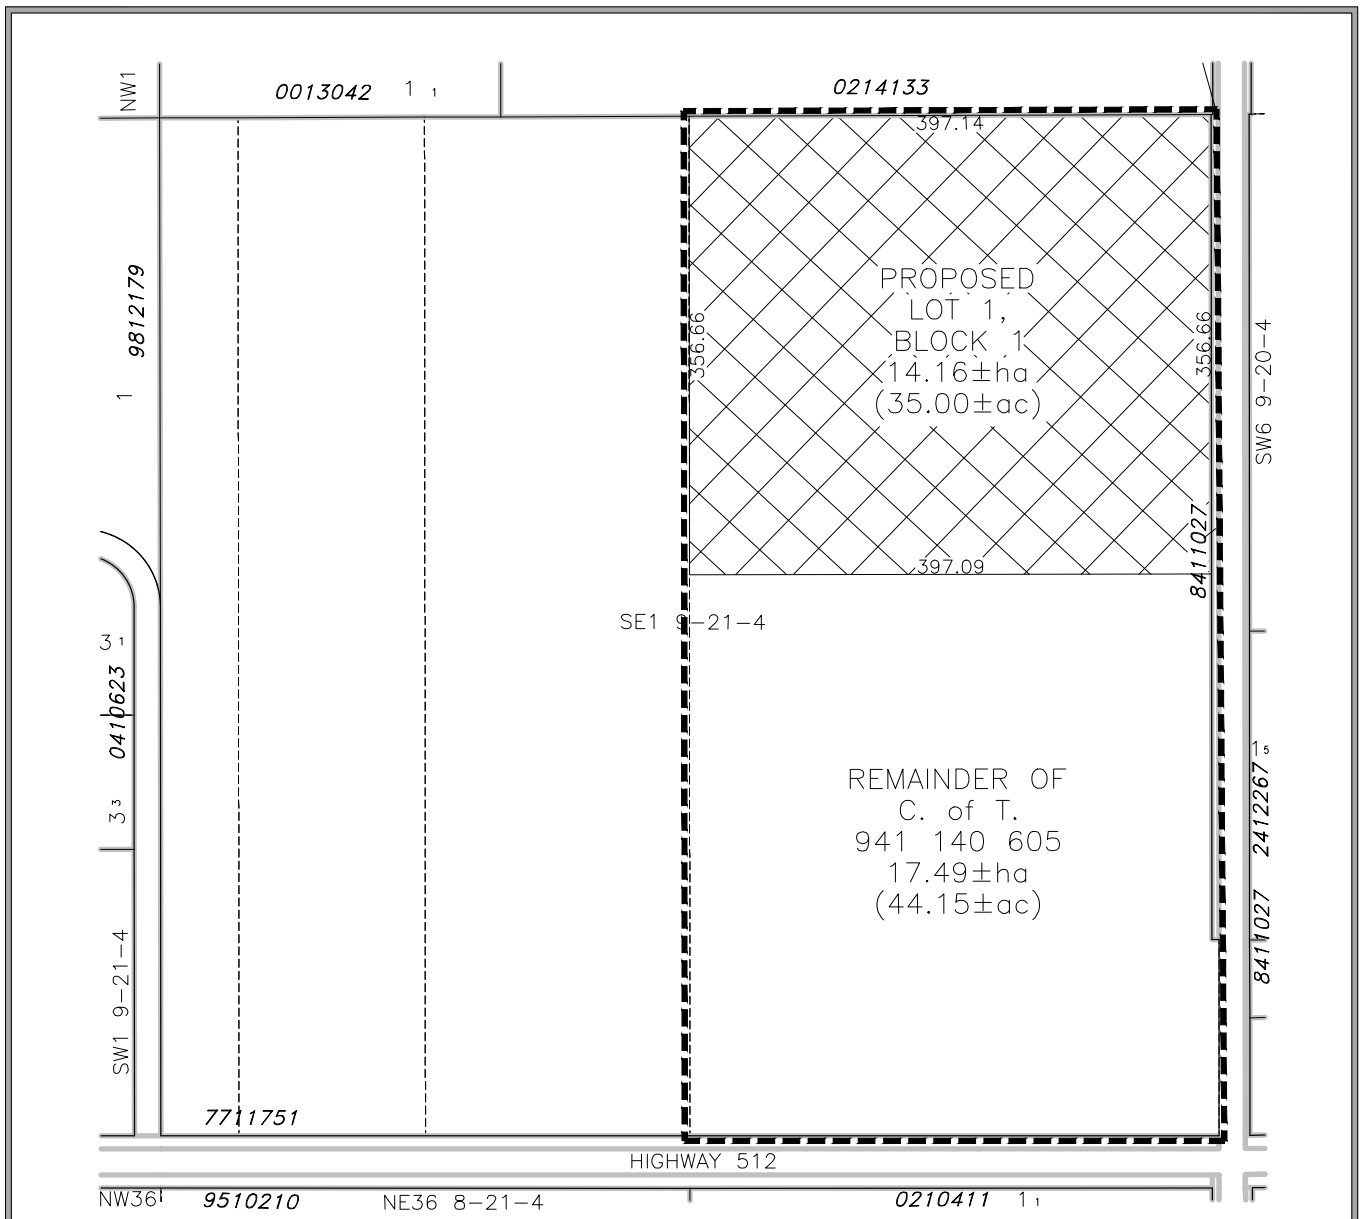 NW1
0013042 1 1
0214133
397.14
9812179
1
PROPOSED
LOT 1,
BLOCK 1
14.16±ha
(35.00±ac)
356.66
356.66
SW6 9-20-4
8411027
397.09
SE1 9-21-4
3 1
0410623
3 3
SW1 9-21-4
REMAINDER OF
C. of T.
941 140 605
17.49±ha
(44.15±ac)
1 5
2412267
8411027
7711751
HIGHWAY 512
NW36
9510210
NE36 8-21-4
0210411 1 1